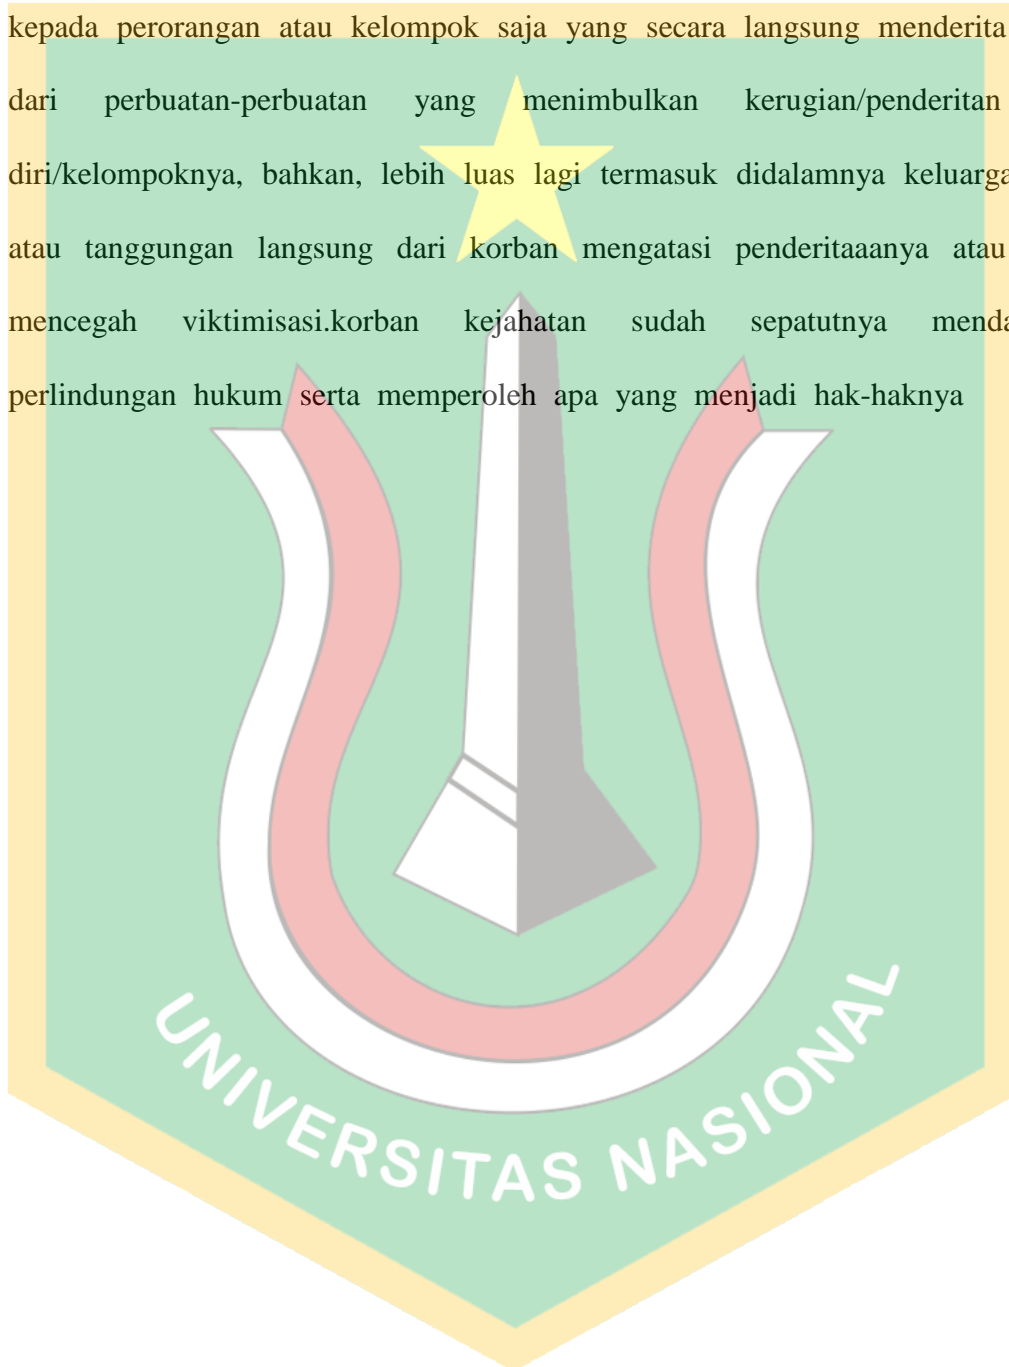 kepada perorangan atau kelompok saja yang secara langsung menderita
dari perbuatan-perbuatan yang menimbulkan kerugian/penderitan
diri/kelompoknya, bahkan, lebih luas lagi termasuk didalamnya keluarga
atau tanggungan langsung dari korban mengatasi penderitaaanya atau
mencegah viktimisasi.korban kejahatan sudah sepatutnya
perlindungan hukum serta memperoleh apa yang menjadi hak-haknya
UNIVERSITAS NASIONAL